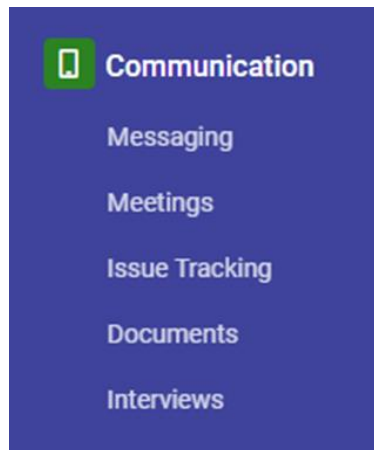 Communication
Messaging
Meetings
Issue Tracking
Documents
Interviews